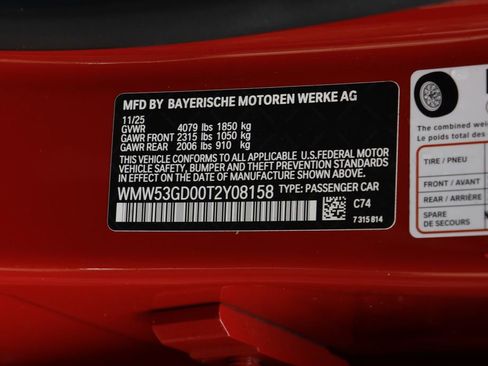 MFD BY BAYERISCHE MOTOREN WERKE AG
11/25
GVWR 4079 lbs 1850 kg
GAWR FRONT 2315 lbs 1050 kg
GAWR REAR 2006 lbs 910 kg
THIS VEHICLE CONFORMS TO ALL APPLICABLE U.S.FEDERAL MOTOR
VEHICLE SAFETY, BUMPER, AND THEFT PREVENTION STANDARDS
IN EFFECT ON THE DATE OF MANUFACTURE SHOWN ABOVE.
WMW53GD00T2Y08158 TYPE: PASSENGER CAR
C74
7 315 814
The combined weig
Le poids total des
TIRE / PNEU
FRONT / AVANT
REAR / ARRIÈRE
SPARE
DE SECOURS